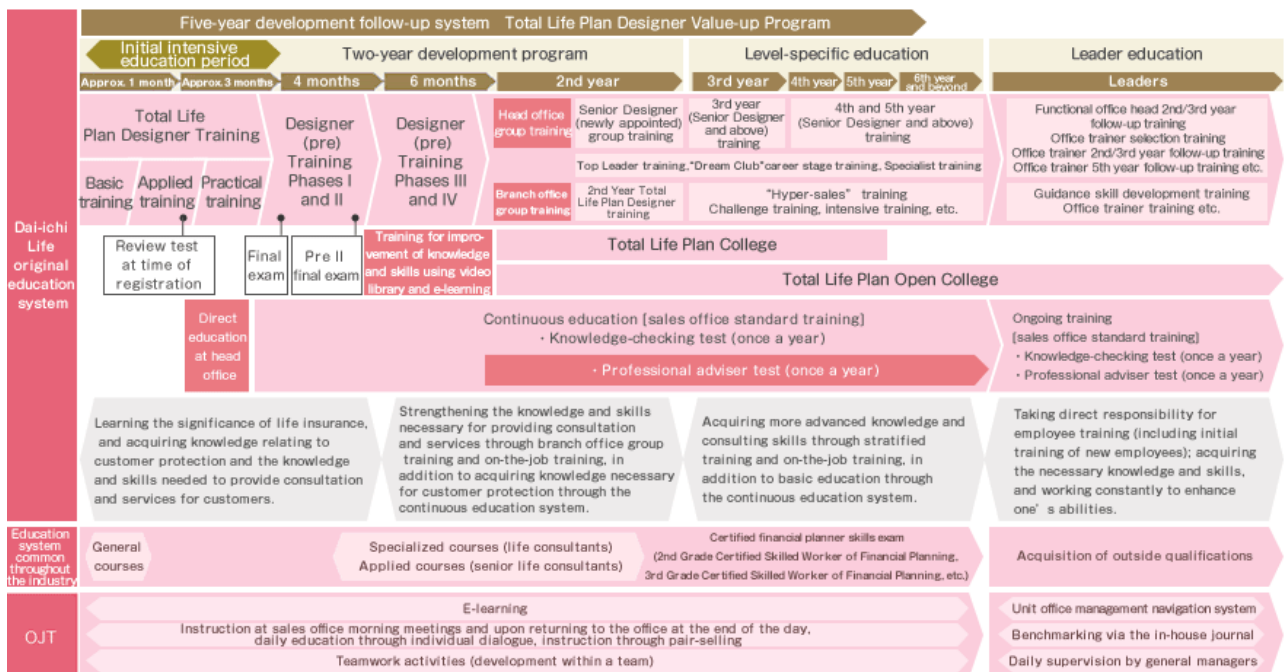 Five-year development follow-up system Total Life Plan Designer Value-up Program
Initial intensive
education period
Two-year development program
Level-specific education
Leader education
Approx. 1 month
Approx. 3 months
4 months
6 months
2nd year
3rd year
4th year
5th year
6th year
and beyond
Leaders
Dai-ichi
Life
original
education
system
Total Life
Plan Designer Training
Basic
training
Applied
training
Practical
training
Designer
(pre)
Training
Phases I
and II
Designer
(pre)
Training
Phases III
and IV
Head office
group training
Senior Designer
(newly appointed)
group training
3rd year
(Senior Designer
and above)
training
4th and 5th year
(Senior Designer and above)
training
Top Leader training,"Dream Club"career stage training, Specialist training
Branch office
group training
2nd Year Total
Life Plan Designer
training
"Hyper-sales" training
Challenge training, intensive training, etc.
Functional office head 2nd/3rd year
follow-up training
Office trainer selection training
Office trainer 2nd/3rd year follow-up training
Office trainer 5th year follow-up training etc.
Guidance skill development training
Office trainer training etc.
Review test
at time of
registration
Final
exam
Pre II
final exam
Training for impro-
vement of knowledge
and skills using video
library and e-learning
Total Life Plan College
Total Life Plan Open College
Direct
education
at head
office
Continuous education [sales office standard training]
・Knowledge-checking test (once a year)
・Professional adviser test (once a year)
Ongoing training
[sales office standard training]
・Knowledge-checking test (once a year)
・Professional adviser test (once a year)
Learning the significance of life insurance,
and acquiring knowledge relating to
customer protection and the knowledge
and skills needed to provide consultation
and services for customers.
Strengthening the knowledge and skills
necessary for providing consultation
and services through branch office group
training and on-the-job training, in
addition to acquiring knowledge necessary
for customer protection through the
continuous education system.
Acquiring more advanced knowledge and
consulting skills through stratified
training and on-the-job training, in
addition to basic education through
the continuous education system.
Taking direct responsibility for
employee training (including initial
training of new employees); acquiring
the necessary knowledge and skills,
and working constantly to enhance
one's abilities.
Education
system
common
throughout
the industry
General
courses
Specialized courses (life consultants)
Applied courses (senior life consultants)
Certified financial planner skills exam
(2nd Grade Certified Skilled Worker of Financial Planning,
3rd Grade Certified Skilled Worker of Financial Planning, etc.)
Acquisition of outside qualifications
OJT
E-learning
Instruction at sales office morning meetings and upon returning to the office at the end of the day,
daily education through individual dialogue, instruction through pair-selling
Teamwork activities (development within a team)
Unit office management navigation system
Benchmarking via the in-house journal
Daily supervision by general managers